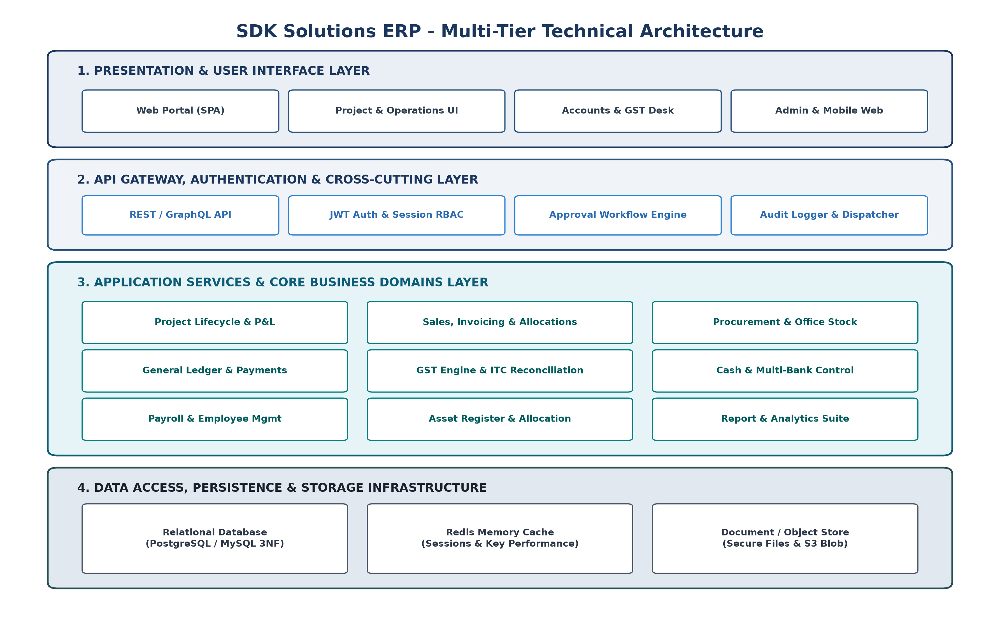 SDK Solutions ERP - Multi-Tier Technical Architecture
1. PRESENTATION & USER INTERFACE LAYER
Web Portal (SPA)
Project & Operations UI
Accounts & GST Desk
Admin & Mobile Web
2. API GATEWAY, AUTHENTICATION & CROSS-CUTTING LAYER
REST / GraphQL API
JWT Auth & Session RBAC
Approval Workflow Engine
Audit Logger & Dispatcher
3. APPLICATION SERVICES & CORE BUSINESS DOMAINS LAYER
Project Lifecycle & P&L
Sales, Invoicing & Allocations
Procurement & Office Stock
General Ledger & Payments
GST Engine & ITC Reconciliation
Cash & Multi-Bank Control
Payroll & Employee Mgmt
Asset Register & Allocation
Report & Analytics Suite
4. DATA ACCESS, PERSISTENCE & STORAGE INFRASTRUCTURE
Relational Database
(PostgreSQL / MySQL 3NF)
Redis Memory Cache
(Sessions & Key Performance)
Document / Object Store
(Secure Files & S3 Blob)